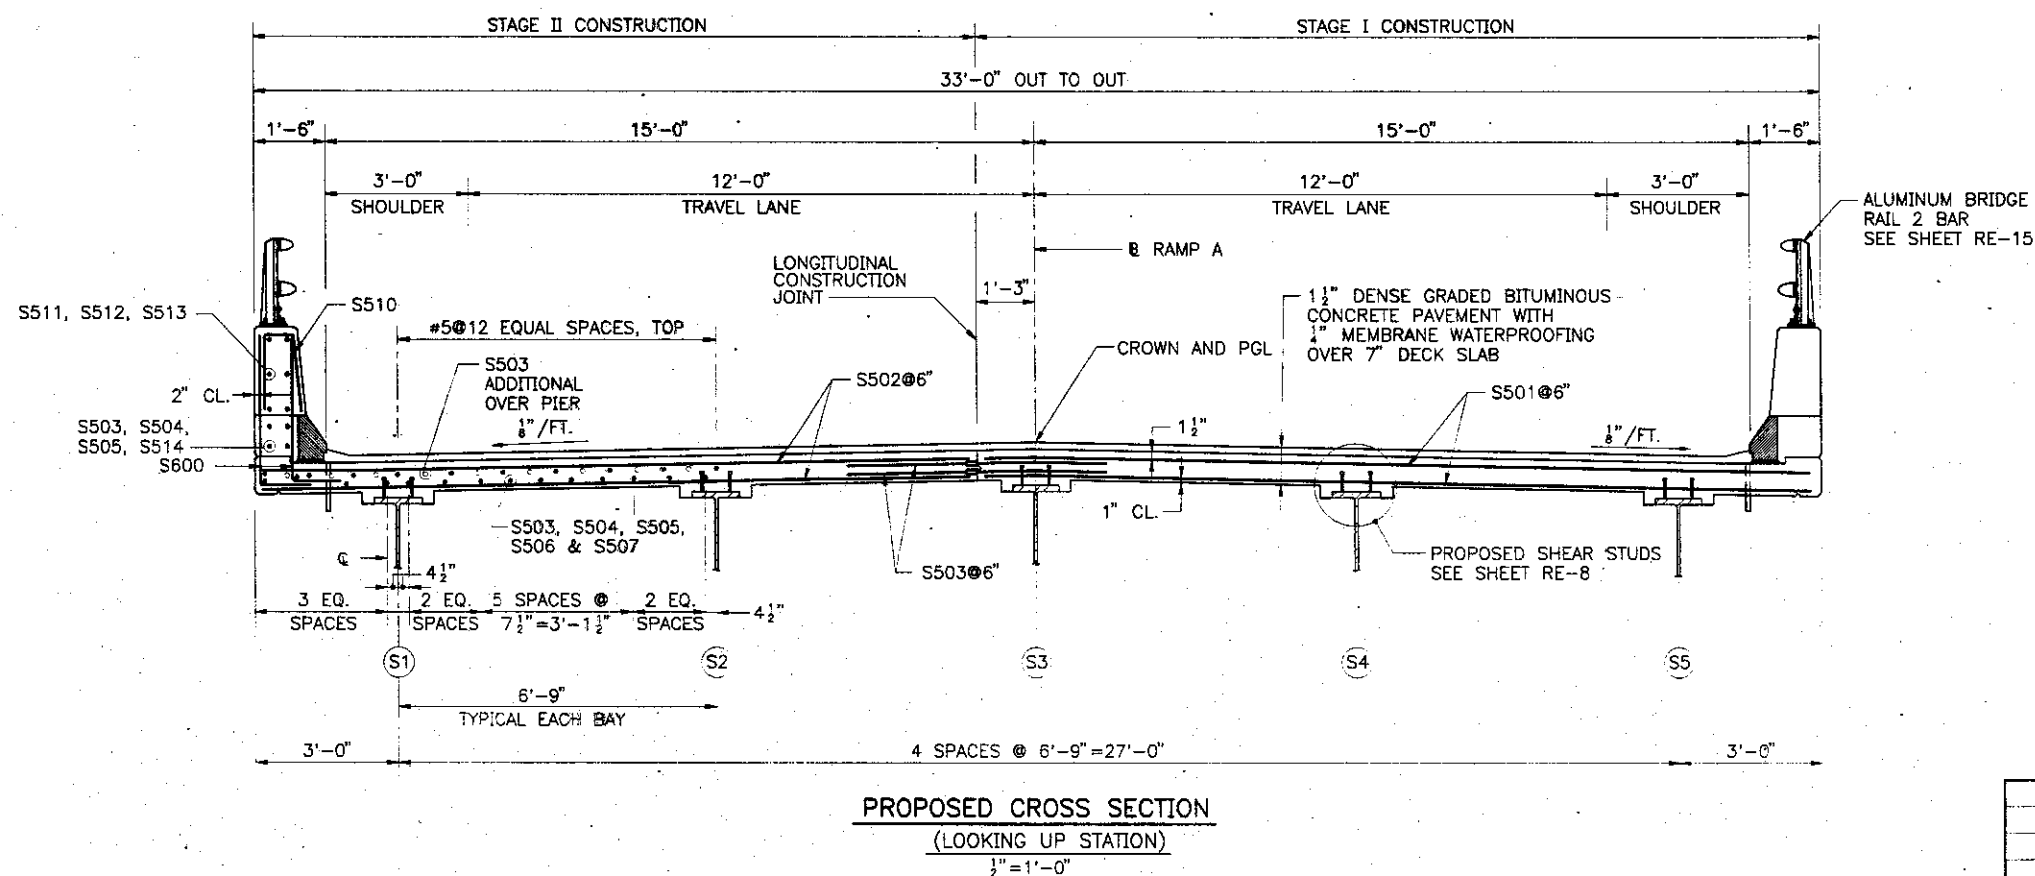 STAGE II CONSTRUCTION
STAGE I CONSTRUCTION
33'-0" OUT TO OUT
1'-6"
15'-0"
15'-0"
1'-6"
3'-0"
SHOULDER
12'-0"
TRAVEL LANE
12'-0"
TRAVEL LANE
3'-0"
SHOULDER
ALUMINUM BRIDGE
RAIL 2 BAR
SEE SHEET RE-15
LONGITUDINAL
CONSTRUCTION
JOINT
1'-3"
℄ RAMP A
S511, S512, S513
S510
#5@12 EQUAL SPACES, TOP
1½" DENSE GRADED BITUMINOUS
CONCRETE PAVEMENT WITH
¼" MEMBRANE WATERPROOFING
OVER 7" DECK SLAB
CROWN AND PGL
S503
ADDITIONAL
OVER PIER
2" CL.
S502@6"
S501@6"
S503, S504,
S505, S514
S600
⅛"/FT.
1½"
⅛"/FT.
1" CL.
S503, S504, S505,
S506 & S507
S503@6"
PROPOSED SHEAR STUDS
SEE SHEET RE-8
℄
4½"
3 EQ.
SPACES
2 EQ.
SPACES
5 SPACES @
7½"=3'-1½"
2 EQ.
SPACES
4½"
S1
S2
S3
S4
S5
6'-9"
TYPICAL EACH BAY
3'-0"
4 SPACES @ 6'-9"=27'-0"
3'-0"
PROPOSED CROSS SECTION
(LOOKING UP STATION)
½"=1'-0"